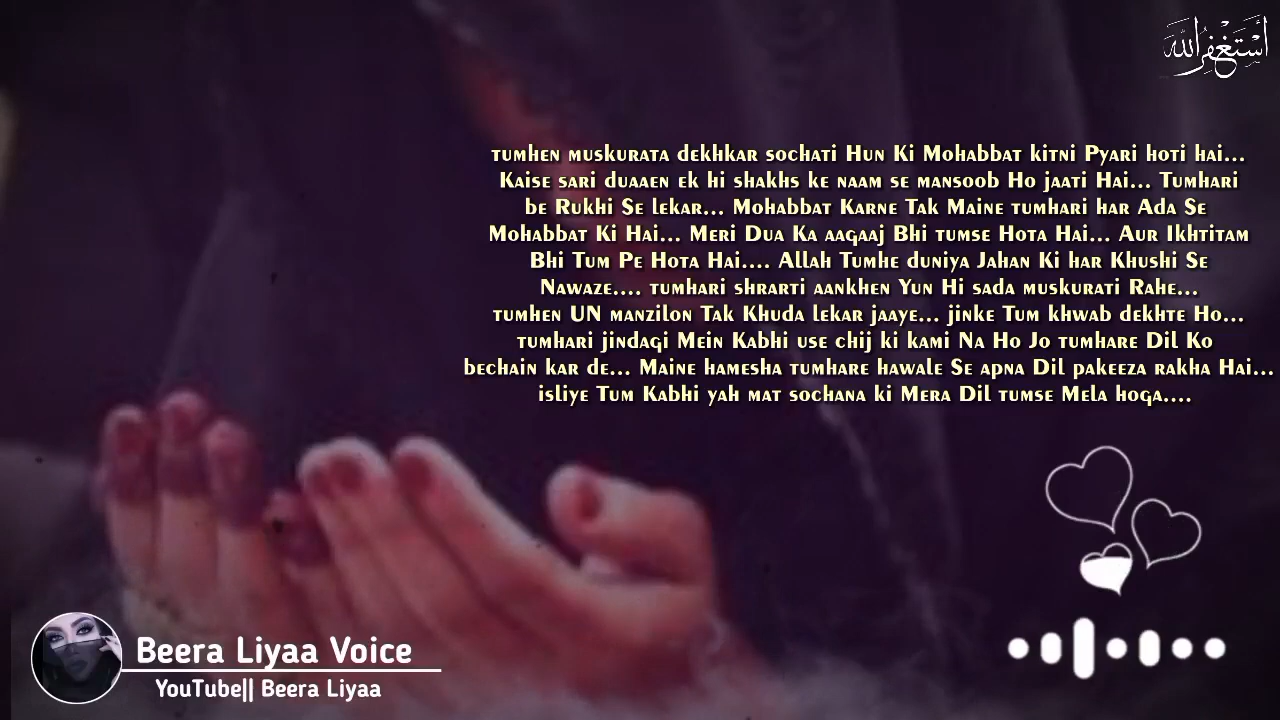 أستغفر الله
tumhen muskurata dekhkar sochati Hun Ki Mohabbat kitni Pyari hoti hai...
Kaise sari duaaen ek hi shakhs ke naam se mansoob Ho jaati Hai... Tumhari
be Rukhi Se lekar... Mohabbat Karne Tak Maine tumhari har Ada Se
Mohabbat Ki Hai... Meri Dua Ka aagaaj Bhi tumse Hota Hai... Aur Ikhtitam
Bhi Tum Pe Hota Hai.... Allah Tumhe duniya Jahan Ki har Khushi Se
Nawaze.... tumhari shrarti aankhen Yun Hi sada muskurati Rahe...
tumhen UN manzilon Tak Khuda lekar jaaye... jinke Tum khwab dekhte Ho...
tumhari jindagi Mein Kabhi use chij ki kami Na Ho Jo tumhare Dil Ko
bechain kar de... Maine hamesha tumhare hawale Se apna Dil pakeeza rakha Hai...
isliye Tum Kabhi yah mat sochana ki Mera Dil tumse Mela hoga....
Beera Liyaa Voice
YouTube|| Beera Liyaa